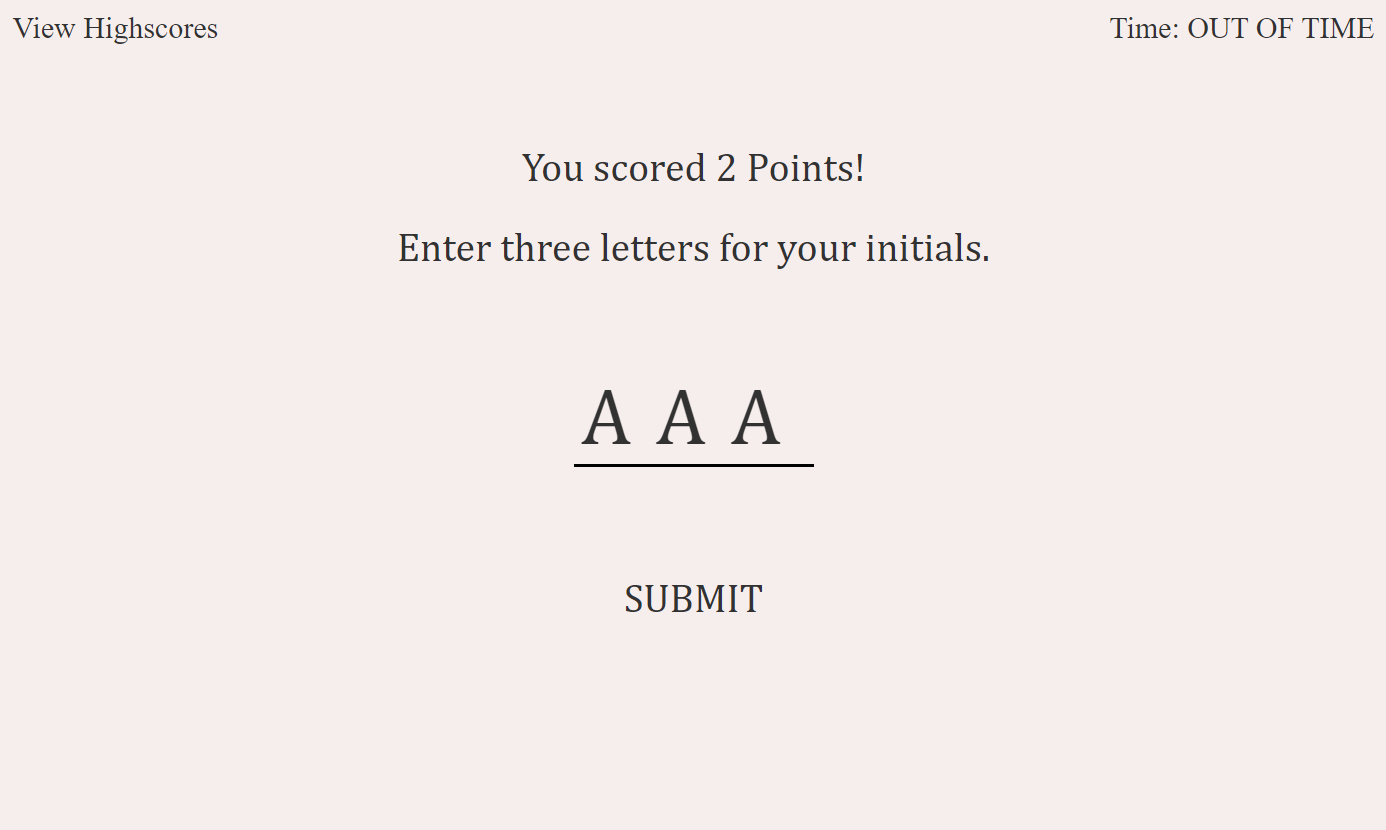 View Highscores
Time: OUT OF TIME
You scored 2 Points!
Enter three letters for your initials.
A A A
SUBMIT